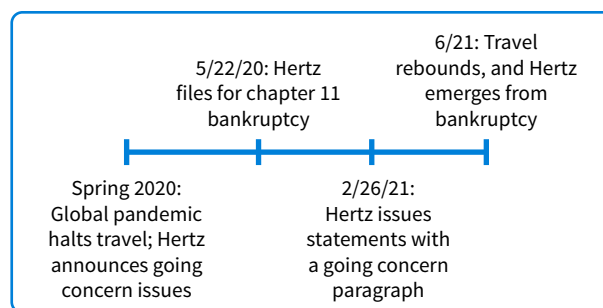 6/21: Travel
rebounds, and Hertz
emerges from
bankruptcy
5/22/20: Hertz
files for chapter 11
bankruptcy
Spring 2020:
Global pandemic
halts travel; Hertz
announces going
concern issues
2/26/21:
Hertz issues
statements with
a going concern
paragraph